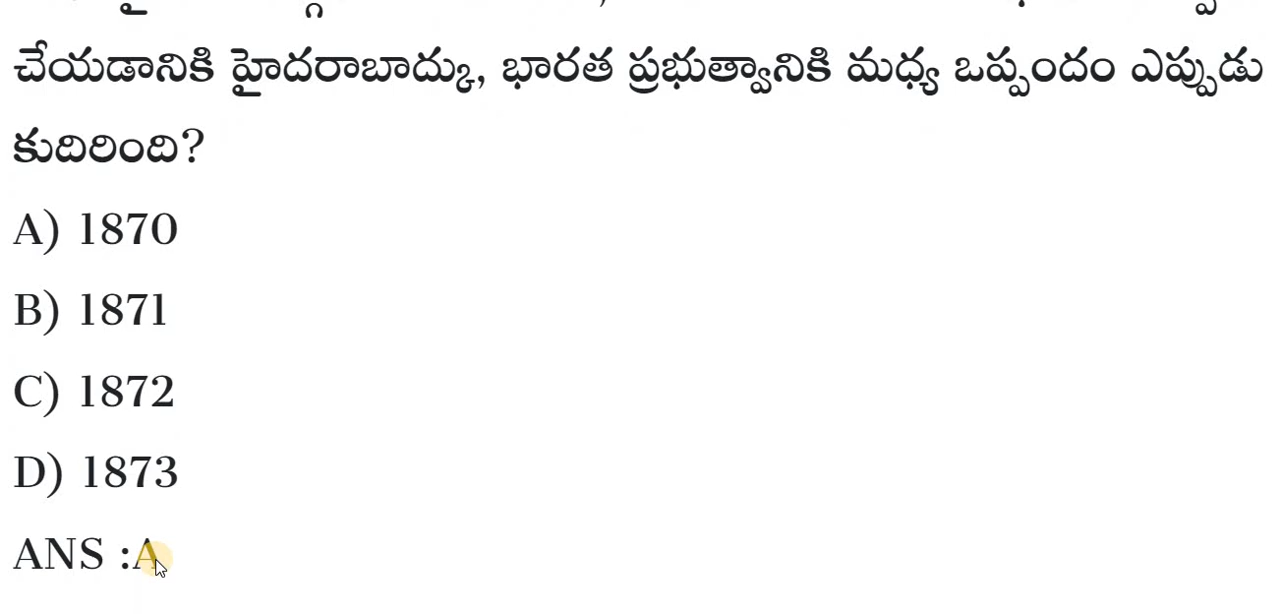 చేయడానికి హైదరాబాద్కు, భారత ప్రభుత్వానికి మధ్య ఒప్పందం ఎప్పుడు
కుదిరింది?
A) 1870
B) 1871
C) 1872
D) 1873
ANS :A